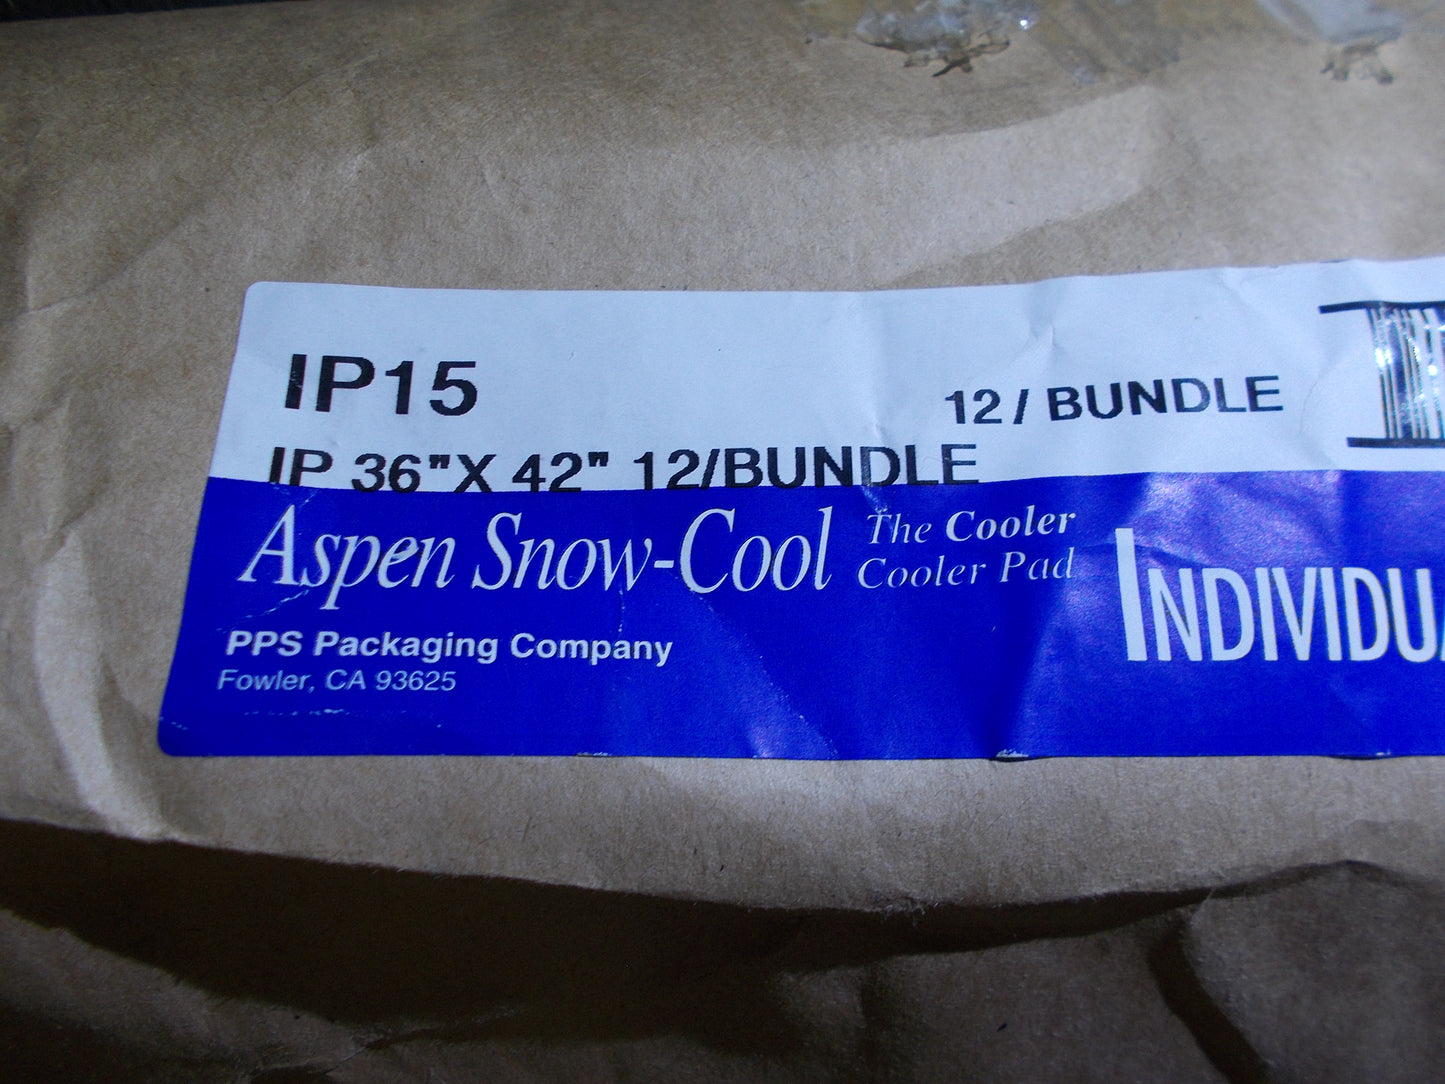 IP15
12/ BUNDLE
IP 36"X 42" 12/BUNDLE
Aspen Snow-Cool
The Cooler
Cooler Pad
PPS Packaging Company
Fowler, CA 93625